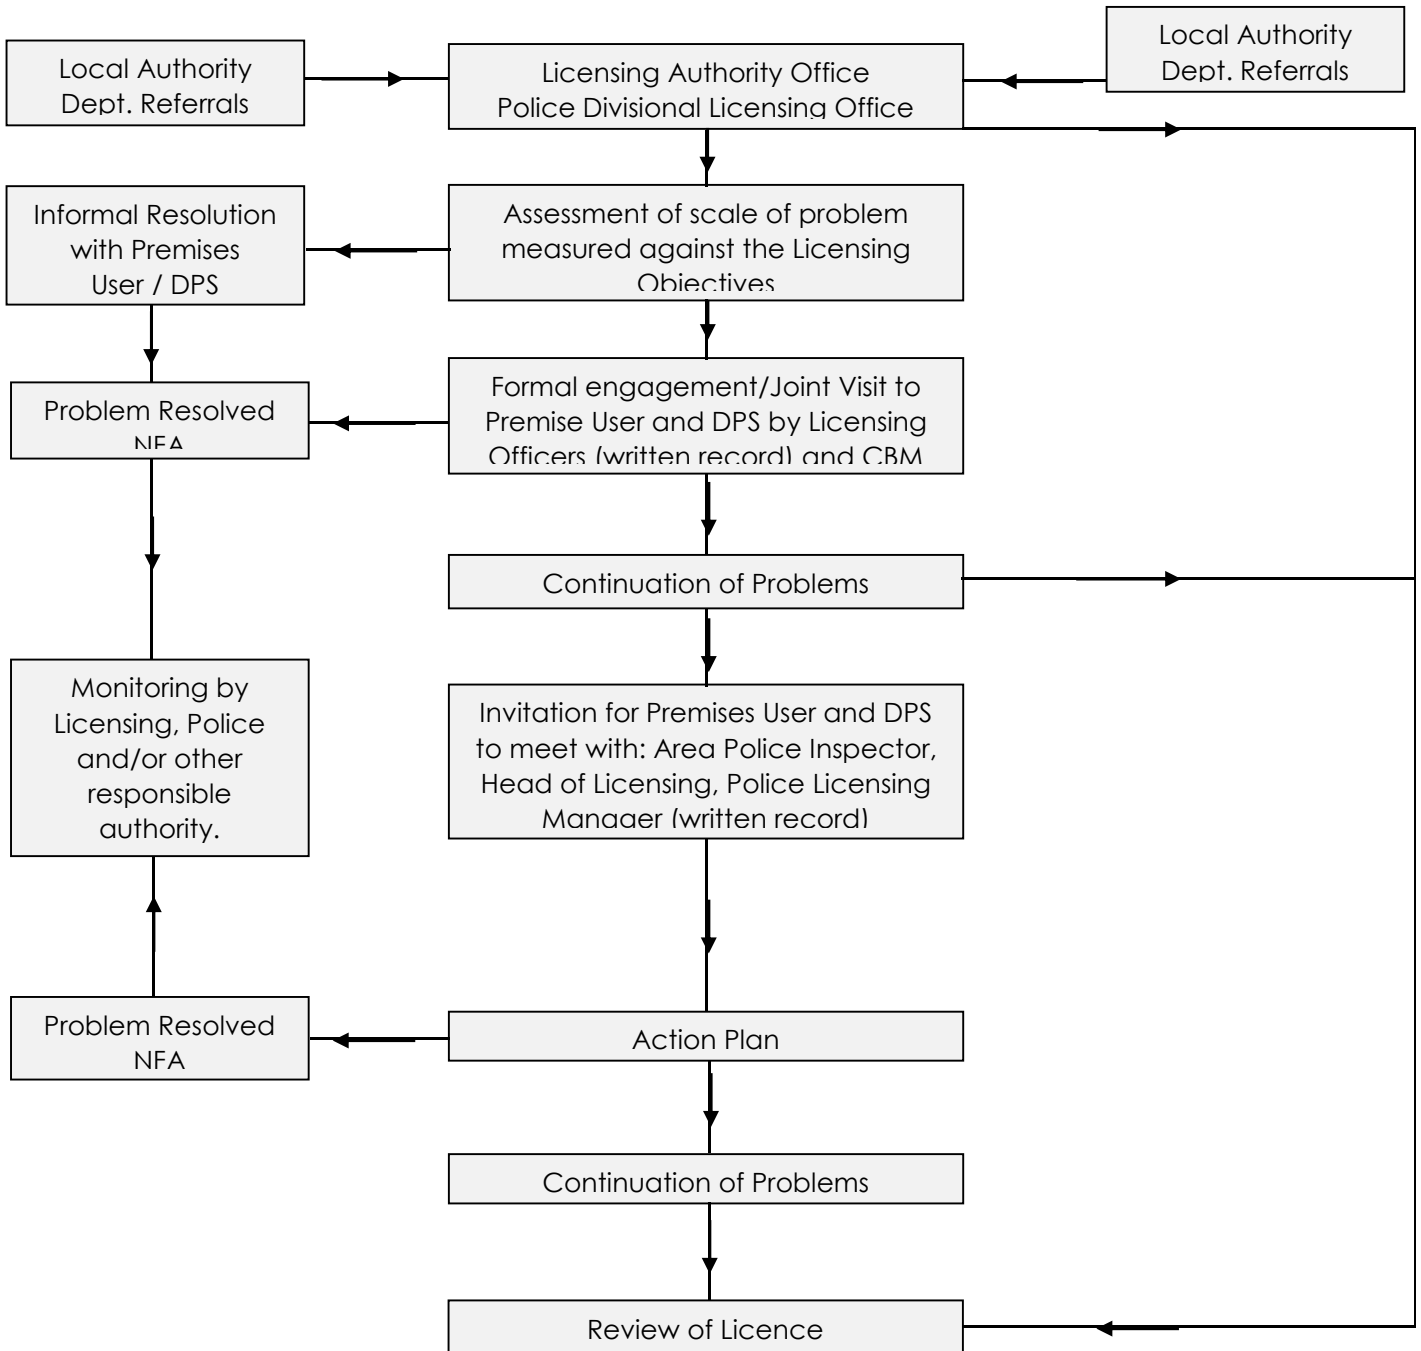 Local Authority
Dept. Referrals
Licensing Authority Office
Police Divisional Licensing Office
Local Authority
Dept. Referrals
Informal Resolution
with Premises
User / DPS
Assessment of scale of problem
measured against the Licensing
Objectives
Problem Resolved
NFA
Formal engagement/Joint Visit to
Premise User and DPS by Licensing
Officers (written record) and CBM
Continuation of Problems
Monitoring by
Licensing, Police
and/or other
responsible
authority.
Invitation for Premises User and DPS
to meet with: Area Police Inspector,
Head of Licensing, Police Licensing
Manager (written record)
Problem Resolved
NFA
Action Plan
Continuation of Problems
Review of Licence